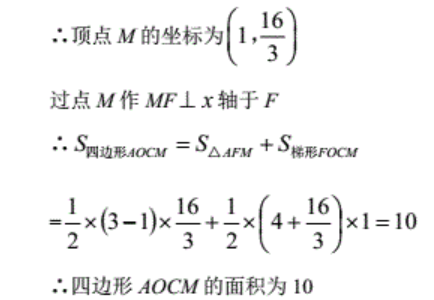 ∴顶点 M 的坐标为(1, 16/3)
过点 M 作 MF⊥x 轴于 F
∴ S四边形AOCM = S△AFM + S梯形FOCM
=1/2×(3−1)×16/3+1/2×(4+16/3)×1=10
∴四边形 AOCM 的面积为 10